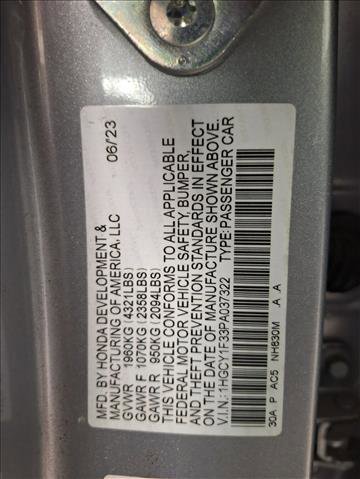 MFD. BY HONDA DEVELOPMENT & 06/23
MANUFACTURING OF AMERICA, LLC
GVWR 1960KG (4321LBS)
GAWR F 1070KG (2358LBS)
GAWR R 950KG (2094LBS)
THIS VEHICLE CONFORMS TO ALL APPLICABLE
FEDERAL MOTOR VEHICLE SAFETY, BUMPER,
AND THEFT PREVENTION STANDARDS IN EFFECT
ON THE DATE OF MANUFACTURE SHOWN ABOVE.
V.I.N.: 1HGCY1F33PA037322 TYPE: PASSENGER CAR
30A P AC5 NH830M .A .A